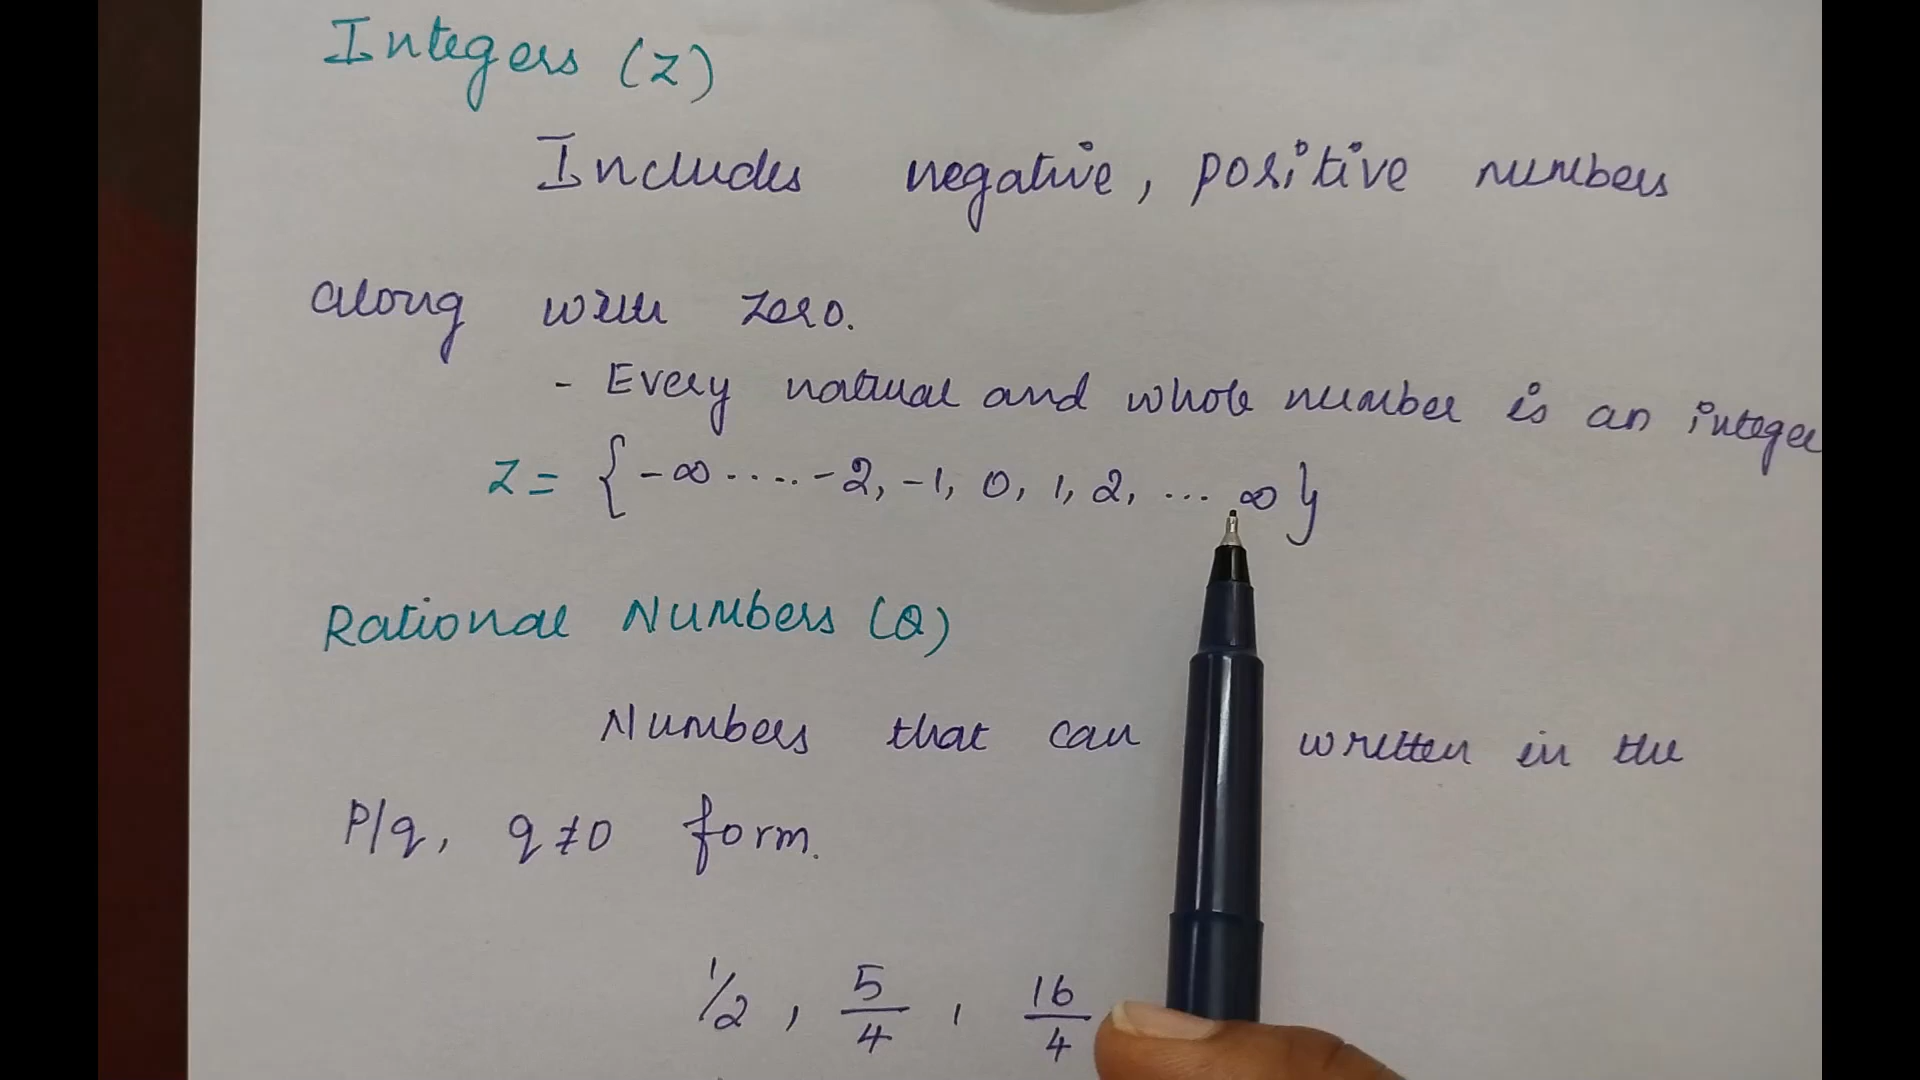 Integers (Z)
Includes negative, positive numbers
along with zero.
- Every natural and whole number is an integer
Z = { -∞ ..... -2, -1, 0, 1, 2, ... ∞ }
Rational Numbers (Q)
Numbers that can written in the
P/q, q≠0 form.
1/2 , 5/4 , 16/4